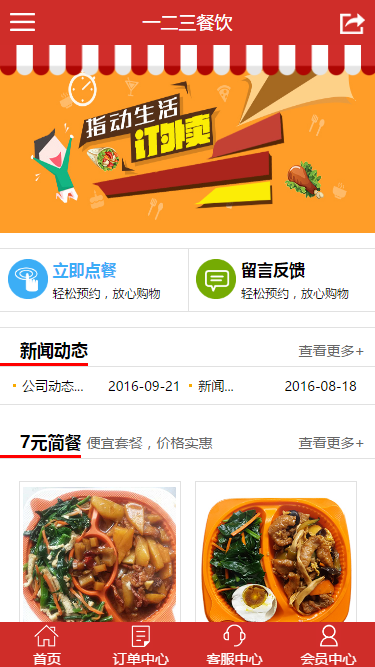 一二三餐饮
指动生活
订外卖
立即点餐
轻松预约，放心购物
留言反馈
轻松预约，放心购物
新闻动态 查看更多+
公司动态... 2016-09-21 新闻... 2016-08-18
7元简餐 便宜套餐，价格实惠 查看更多+
首页 订单中心 客服中心 会员中心